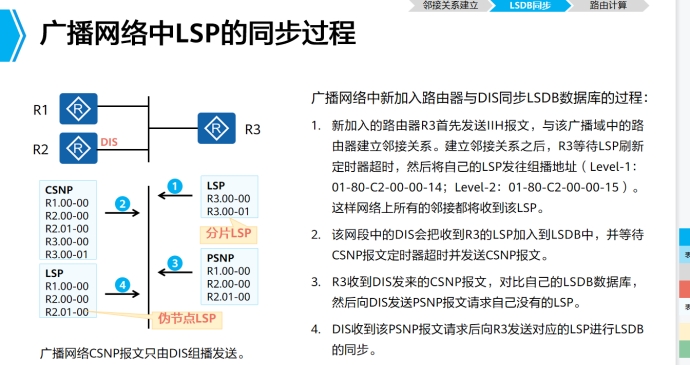 邻接关系建立
LSDB同步
路由计算
广播网络中LSP的同步过程
R1
R2
DIS
R3
CSNP
R1.00-00
R2.00-00
R2.01-00
R3.00-00
R3.00-01
2
1
LSP
R3.00-00
R3.00-01
分片LSP
LSP
R1.00-00
R2.00-00
R2.01-00
4
3
PSNP
R1.00-00
R2.00-00
R2.01-00
伪节点LSP
广播网络CSNP报文只由DIS组播发送。
广播网络中新加入路由器与DIS同步LSDB数据库的过程：
1. 新加入的路由器R3首先发送IIH报文，与该广播域中的路
由器建立邻接关系。建立邻接关系之后，R3等待LSP刷新
定时器超时，然后将自己的LSP发往组播地址（Level-1：
01-80-C2-00-00-14；Level-2：01-80-C2-00-00-15）。
这样网络上所有的邻接都将收到该LSP。
2. 该网段中的DIS会把收到R3的LSP加入到LSDB中，并等待
CSNP报文定时器超时并发送CSNP报文。
3. R3收到DIS发来的CSNP报文，对比自己的LSDB数据库，
然后向DIS发送PSNP报文请求自己没有的LSP。
4. DIS收到该PSNP报文请求后向R3发送对应的LSP进行LSDB
的同步。